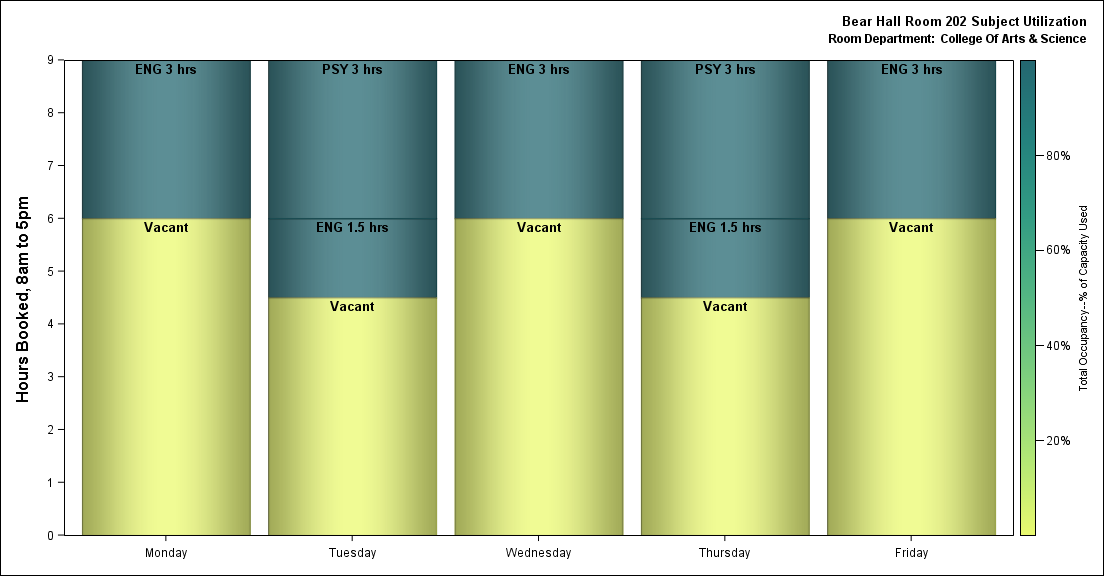 Bear Hall Room 202 Subject Utilization
Room Department: College Of Arts & Science
Hours Booked, 8am to 5pm
9
8
7
6
5
4
3
2
1
0
ENG 3 hrs
Vacant
PSY 3 hrs
ENG 1.5 hrs
Vacant
ENG 3 hrs
Vacant
PSY 3 hrs
ENG 1.5 hrs
Vacant
ENG 3 hrs
Vacant
Monday
Tuesday
Wednesday
Thursday
Friday
80%
60%
40%
20%
Total Occupancy--% of Capacity Used